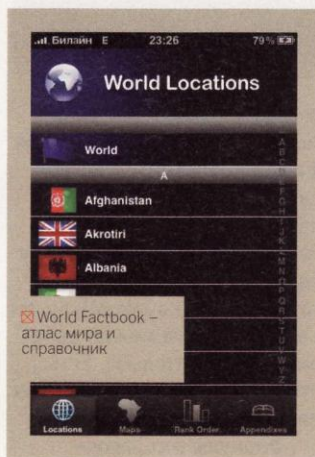 Билайн E 23:26 79%
World Locations
World
A
Afghanistan
Akrotiri
Albania
World Factbook –
атлас мира и
справочник
A
B
C
F
G
H
J
K
M
N
P
Q
R
S
T
U
W
Y
Z
Locations Maps Rank Order Appendixes